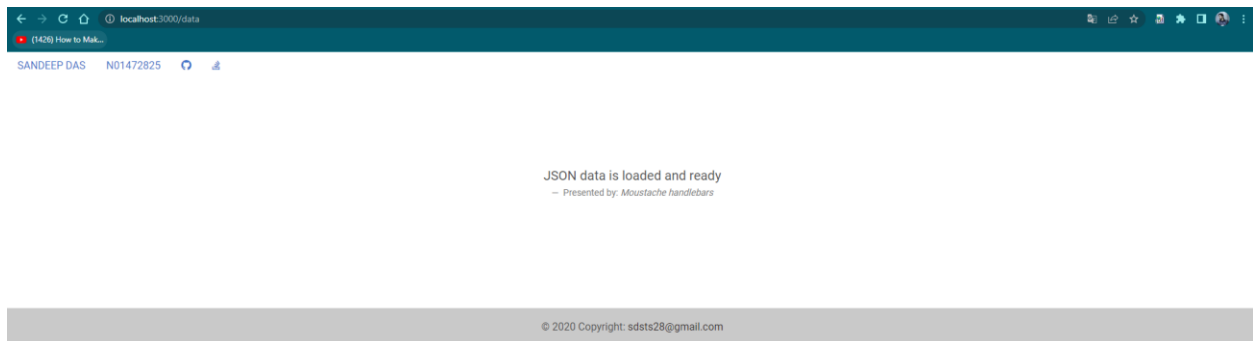 localhost:3000/data
(1426) How to Mak...
SANDEEP DAS N01472825
JSON data is loaded and ready
— Presented by: Moustache handlebars
© 2020 Copyright: sdsts28@gmail.com